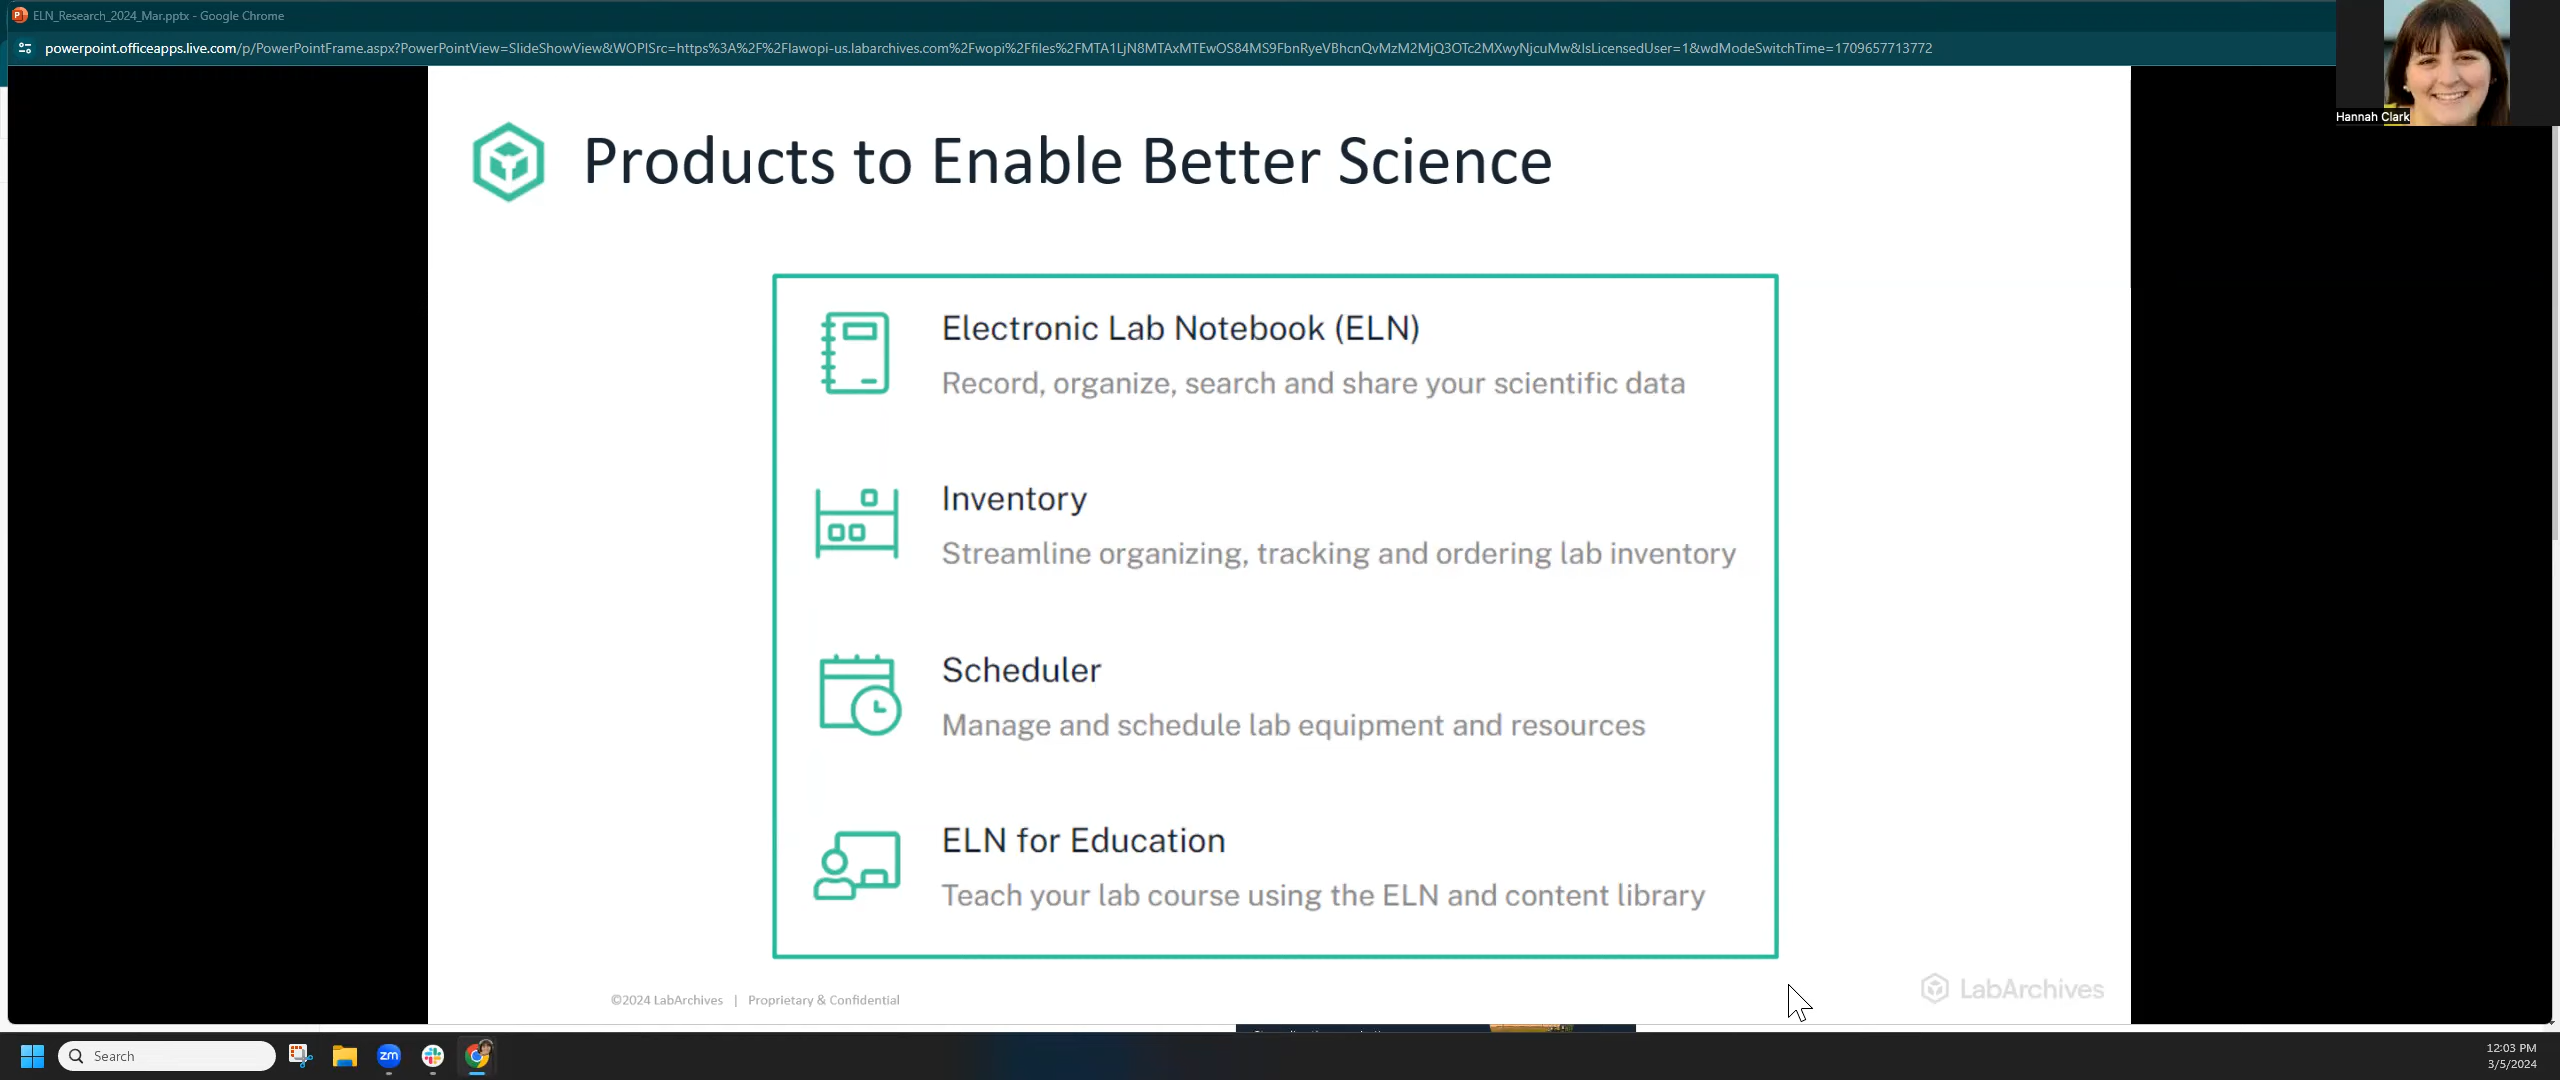 ELN_Research_2024_Mar.pptx - Google Chrome
powerpoint.officeapps.live.com/p/PowerPointFrame.aspx?PowerPointView=SlideShowView&WOPISrc=https%3A%2F%2Flawopi-us.labarchives.com%2Fwopi%2Ffiles%2FMTA1LjN8MTAxMTEwOS84MS9FbnRyeVBhcnQvMzM2MjQ3OTc2MXwyNjcuMw&IsLicensedUser=1&wdModeSwitchTime=1709657713772
Hannah Clark
Products to Enable Better Science
Electronic Lab Notebook (ELN)
Record, organize, search and share your scientific data
Inventory
Streamline organizing, tracking and ordering lab inventory
Scheduler
Manage and schedule lab equipment and resources
ELN for Education
Teach your lab course using the ELN and content library
©2024 LabArchives | Proprietary & Confidential
LabArchives
Search
zm
12:03 PM
3/5/2024